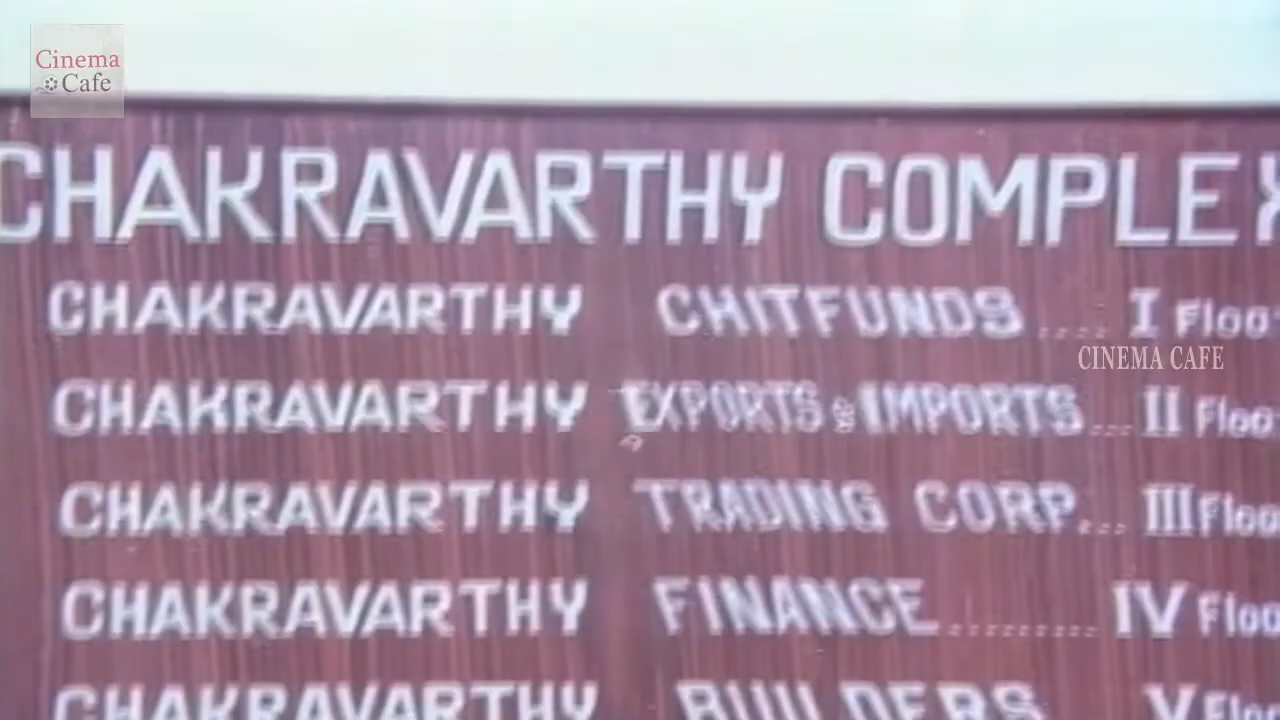 Cinema
Cafe
CHAKRAVARTHY COMPLEX
CHAKRAVARTHY CHITFUNDS .... I Floor
CINEMA CAFE
CHAKRAVARTHY EXPORTS & IMPORTS... II Floo
CHAKRAVARTHY TRADING CORP... III Floo
CHAKRAVARTHY FINANCE.......... IV Floo
CHAKRAVARTHY BUILDERS V Floo